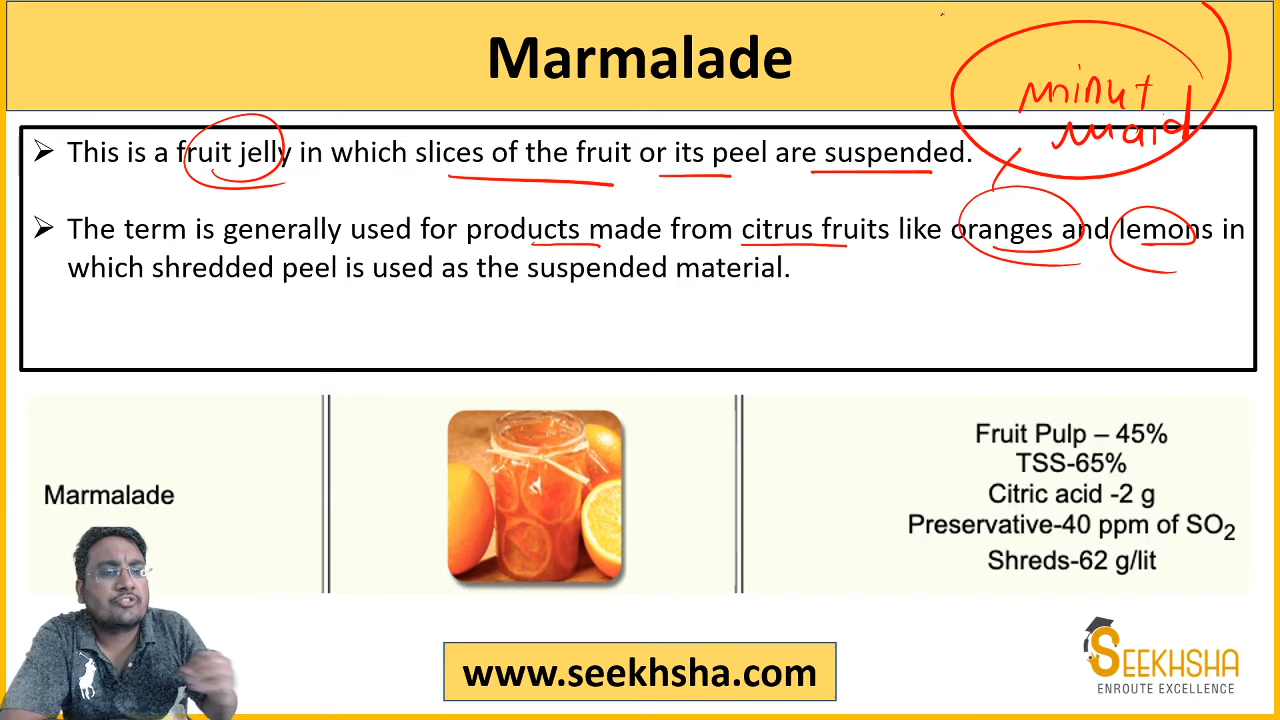 Marmalade
minut
maid
➢ This is a fruit jelly in which slices of the fruit or its peel are suspended.
➢ The term is generally used for products made from citrus fruits like oranges and lemons in
which shredded peel is used as the suspended material.
Marmalade
Fruit Pulp – 45%
TSS-65%
Citric acid -2 g
Preservative-40 ppm of SO2
Shreds-62 g/lit
www.seekhsha.com
SEEKHSHA
ENROUTE EXCELLENCE